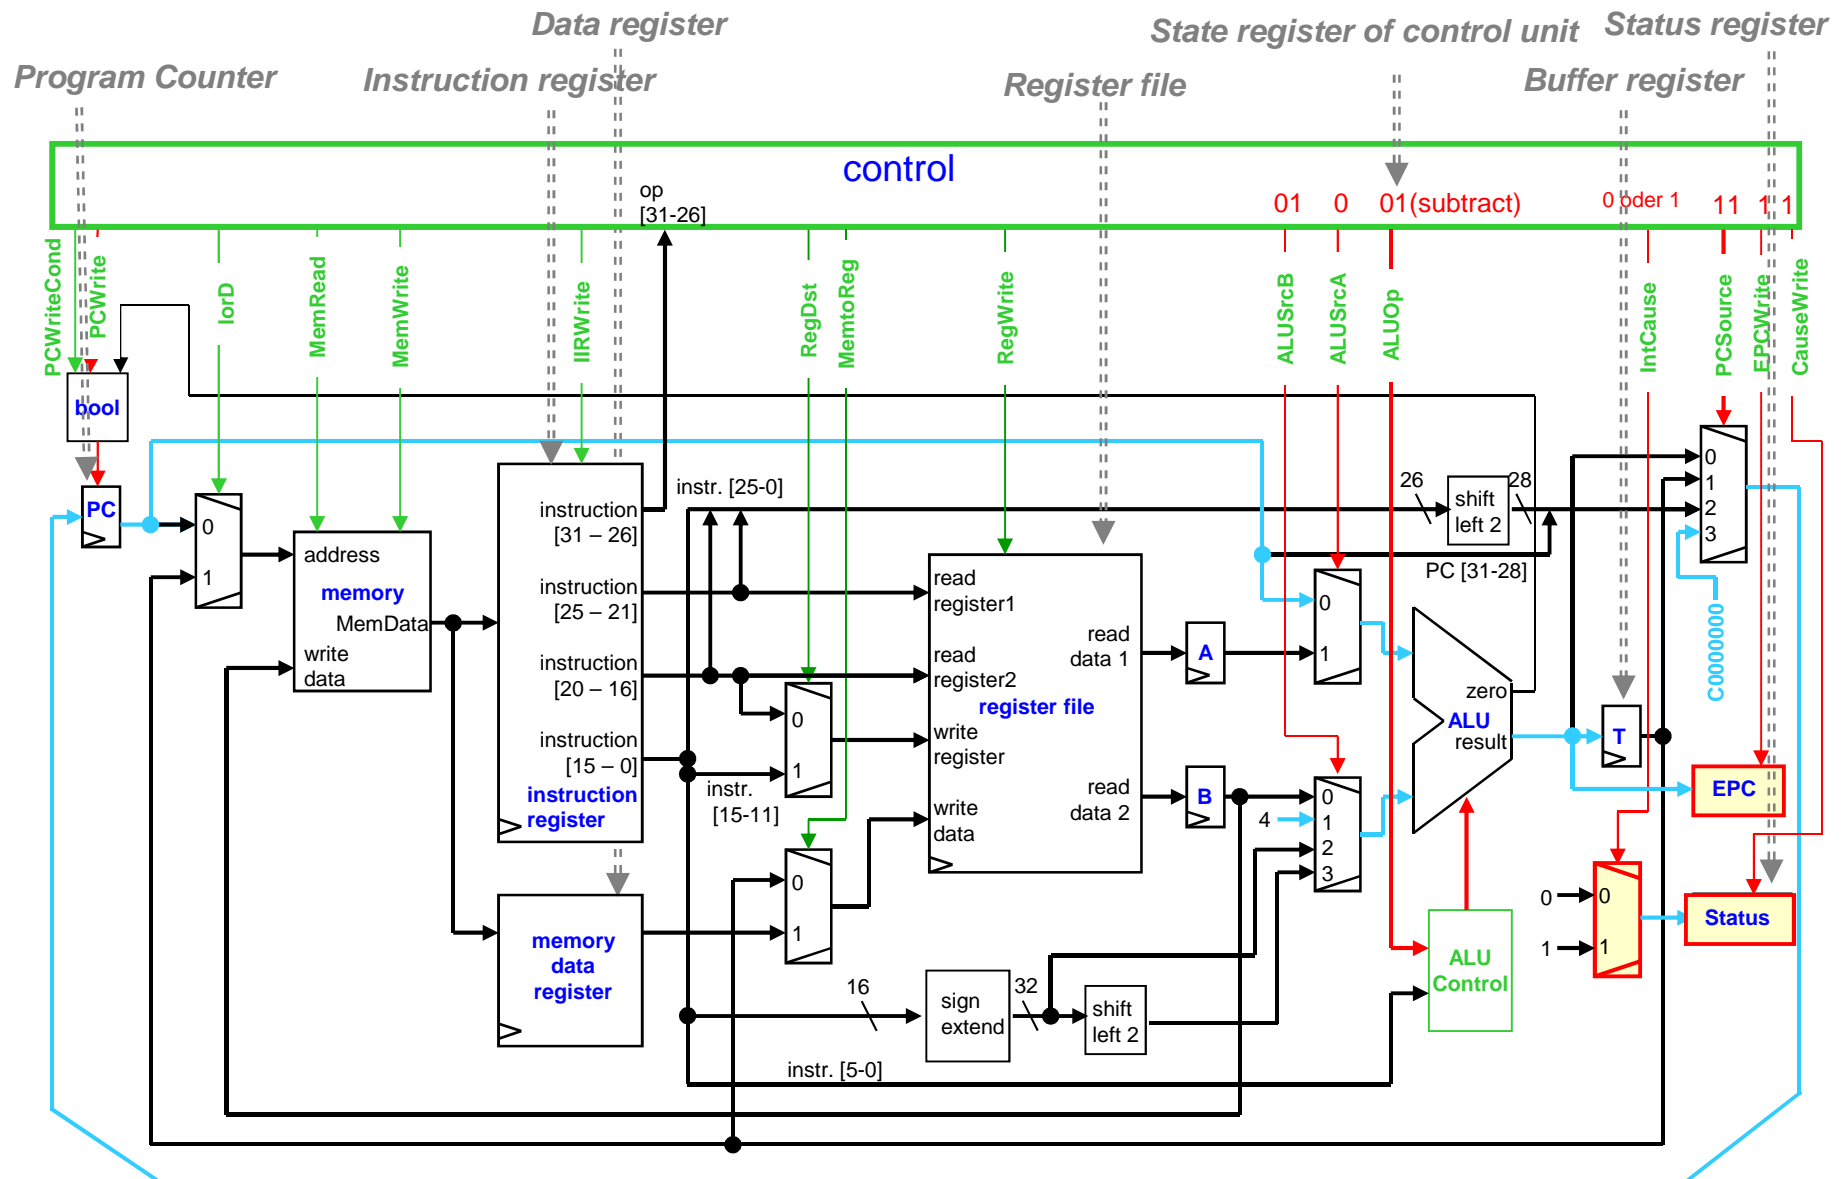 Data register
State register of control unit
Status register
Program Counter
Instruction register
Register file
Buffer register
control
op
[31-26]
01
0
01 (subtract)
0 oder 1
11
1
1
PCWriteCond
PCWrite
IorD
MemRead
MemWrite
IIRWrite
RegDst
MemtoReg
RegWrite
ALUSrcB
ALUSrcA
ALUOp
IntCause
PCSource
EPCWrite
CauseWrite
bool
PC
0
1
address
memory
MemData
write
data
instruction
[31 – 26]
instruction
[25 – 21]
instruction
[20 – 16]
instruction
[15 – 0]
instruction
register
instr. [25-0]
0
1
instr.
[15-11]
memory
data
register
0
1
read
register1
read
register2
register file
write
register
write
data
read
data 1
read
data 2
A
B
4
0
1
0
1
2
3
26
shift
left 2
28
PC [31-28]
0
1
2
3
C0000000
zero
ALU
result
T
EPC
0
1
0
1
Status
ALU
Control
16
sign
extend
32
shift
left 2
instr. [5-0]